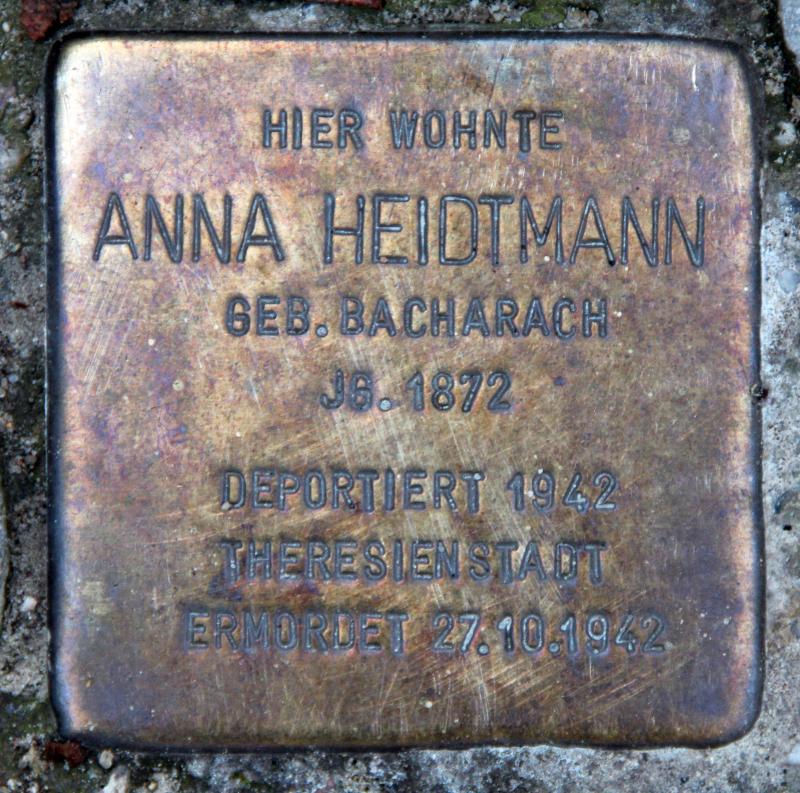 HIER WOHNTE
ANNA HEIDTMANN
GEB. BACHARACH
JG. 1872
DEPORTIERT 1942
THERESIENSTADT
ERMORDET 27.10.1942